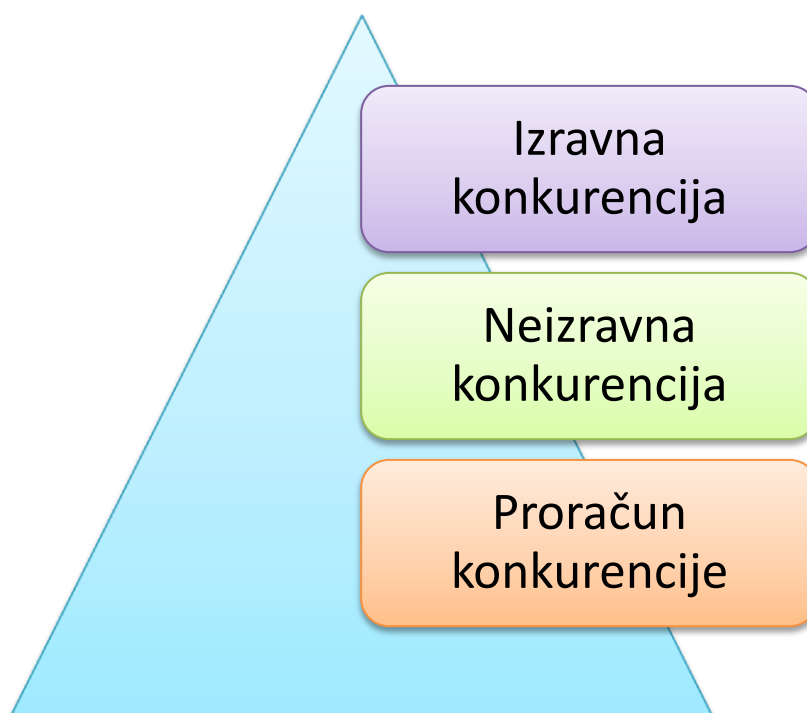 Izravna
konkurencija
Neizravna
konkurencija
Proračun
konkurencije